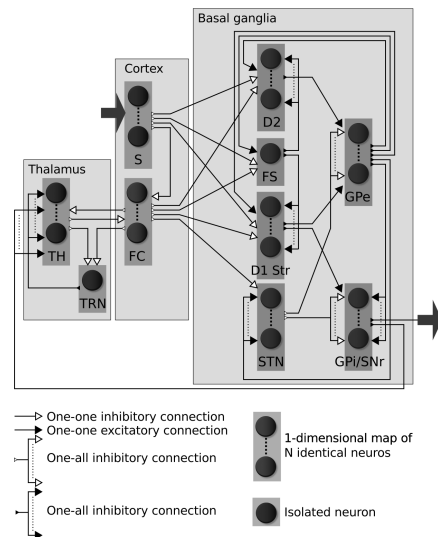 Basal ganglia
Cortex
D2
S
FS
Thalamus
GPe
TH
FC
D1 Str
TRN
STN
GPi/SNr
One-one inhibitory connection
One-one excitatory connection
One-all inhibitory connection
One-all inhibitory connection
1-dimensional map of
N identical neuros
Isolated neuron